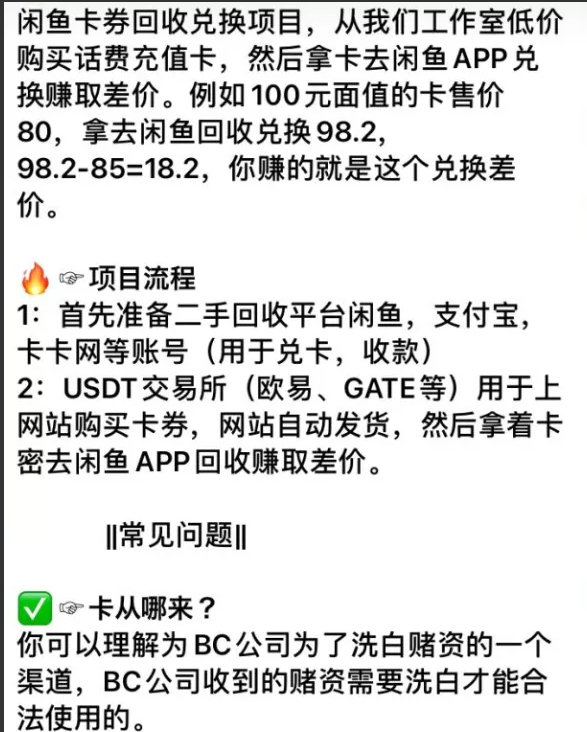 闲鱼卡券回收兑换项目，从我们工作室低价
购买话费充值卡，然后拿卡去闲鱼APP兑
换赚取差价。例如100元面值的卡售价
80，拿去闲鱼回收兑换98.2，
98.2-85=18.2，你赚的就是这个兑换差
价。
🔥☞项目流程
1：首先准备二手回收平台闲鱼，支付宝，
卡卡网等账号（用于兑卡，收款）
2：USDT交易所（欧易、GATE等）用于上
网站购买卡券，网站自动发货，然后拿着卡
密去闲鱼APP回收赚取差价。
‖常见问题‖
✅☞卡从哪来？
你可以理解为BC公司为了洗白赌资的一个
渠道，BC公司收到的赌资需要洗白才能合
法使用的。